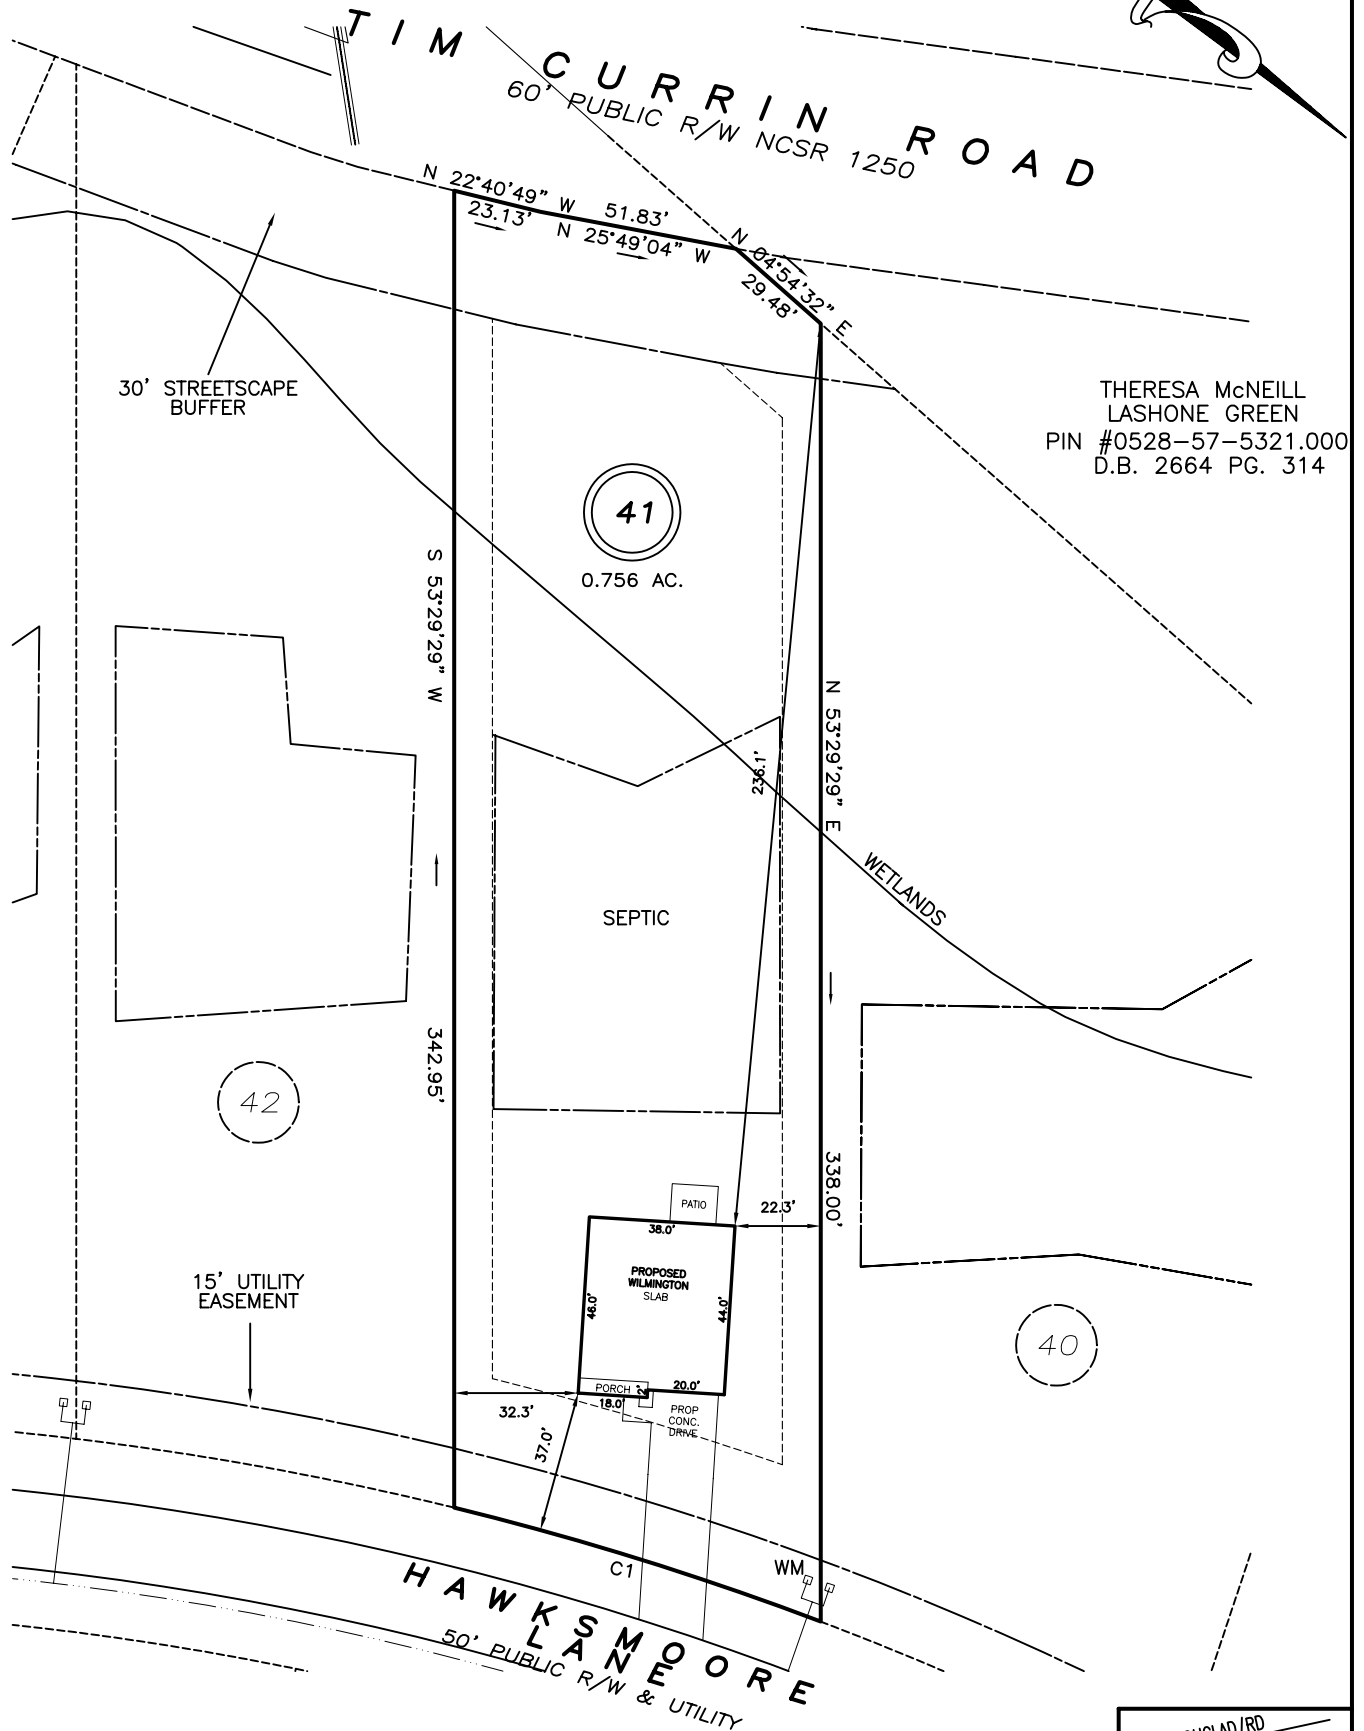 TIM CURRIN ROAD
60' PUBLIC R/W NCSR 1250
N 22°40'49" W
23.13'
51.83'
N 25°49'04" W
N 04°54'32" E
29.48'
30' STREETSCAPE
BUFFER
THERESA McNEILL
LASHONE GREEN
PIN #0528-57-5321.000
D.B. 2664 PG. 314
41
0.756 AC.
S 53°29'29" W
N 53°29'29" E
236.1'
WETLANDS
SEPTIC
342.95'
42
338.00'
PATIO
22.3'
38.0'
PROPOSED
WILMINGTON
SLAB
46.0'
44.0'
15' UTILITY
EASEMENT
40
PORCH
2'
20.0'
18.0'
32.3'
PROP
CONC.
DRIVE
37.0'
C1
WM
HAWKSMOORE
LANE
50' PUBLIC R/W & UTILITY